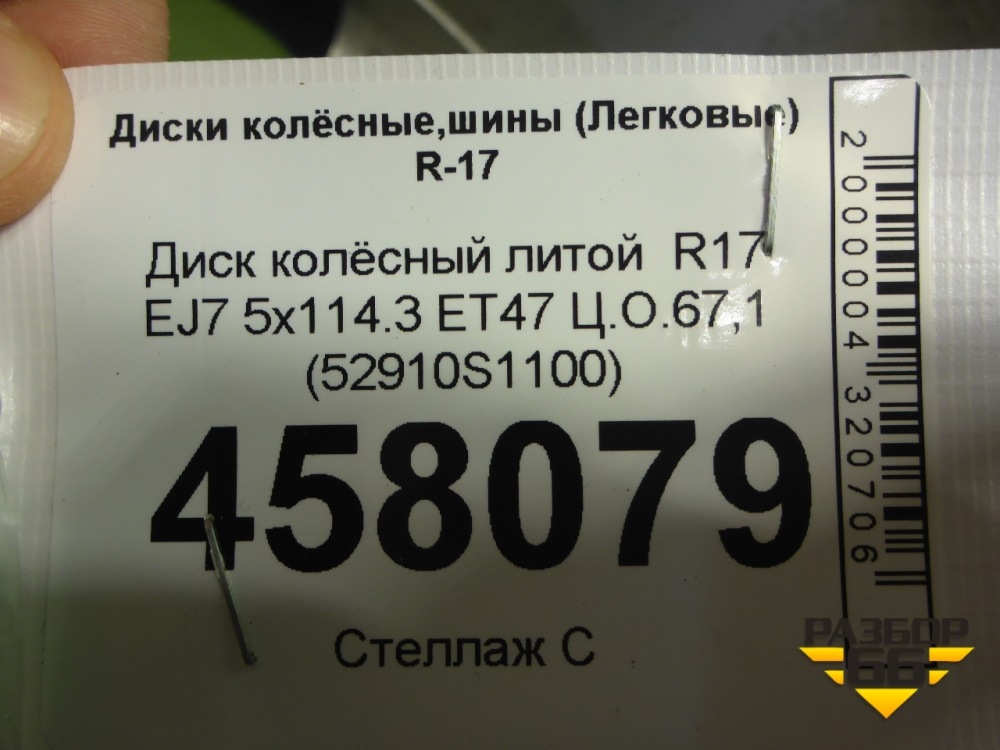 Диски колёсные,шины (Легковые)
R-17
Диск колёсный литой R17
EJ7 5x114.3 ET47 Ц.О.67,1
(52910S1100)
458079
Стеллаж С
2000004320706
РАЗБОР
66